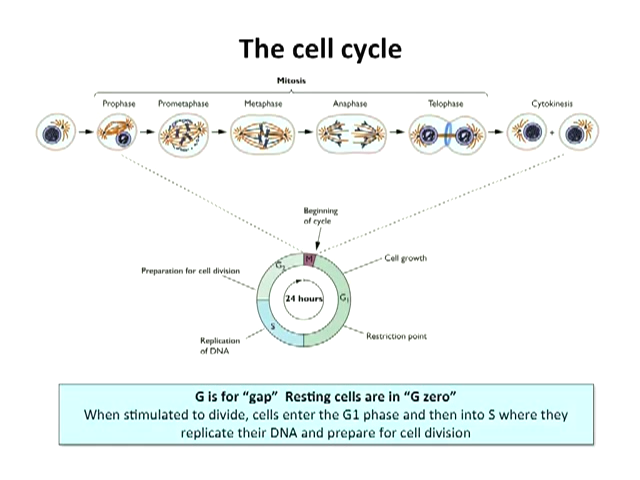 The cell cycle
Mitosis
Prophase Prometaphase Metaphase Anaphase Telophase Cytokinesis
+
Beginning
of cycle
M
G2
Cell growth
Preparation for cell division
24 hours
G1
S
Restriction point
Replication
of DNA
G is for “gap” Resting cells are in “G zero”
When stimulated to divide, cells enter the G1 phase and then into S where they
replicate their DNA and prepare for cell division